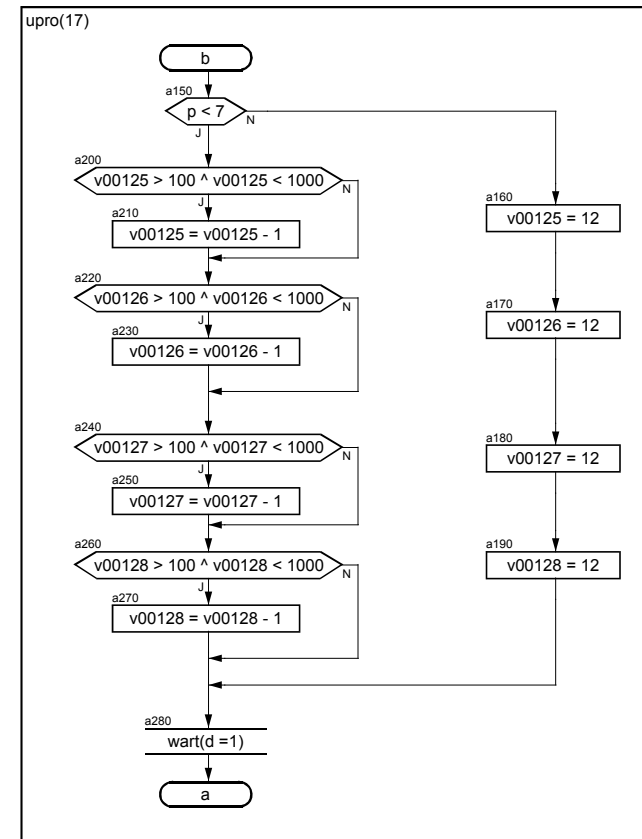 upro(17)
b
a150
p < 7
N
J
a200
v00125 > 100 ^ v00125 < 1000
N
J
a210
v00125 = v00125 - 1
a220
v00126 > 100 ^ v00126 < 1000
N
J
a230
v00126 = v00126 - 1
a240
v00127 > 100 ^ v00127 < 1000
N
J
a250
v00127 = v00127 - 1
a260
v00128 > 100 ^ v00128 < 1000
N
J
a270
v00128 = v00128 - 1
a160
v00125 = 12
a170
v00126 = 12
a180
v00127 = 12
a190
v00128 = 12
a280
wart(d =1)
a